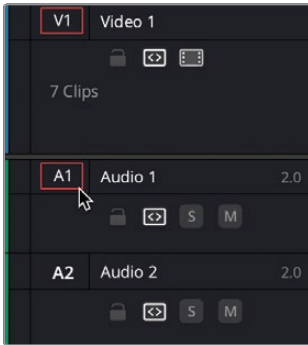 V1 Video 1
7 Clips
A1 Audio 1 2.0
S M
A2 Audio 2 2.0
S M